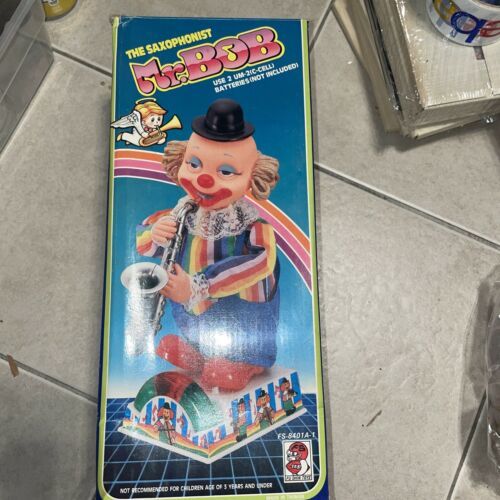 THE SAXOPHONIST
Mr.BOB
USE 2 UM-2(C-CELL)
BATTERIES(NOT INCLUDED)
FS-8401A-1
NOT RECOMMENDED FOR CHILDREN AGE OF 3 YEARS AND UNDER